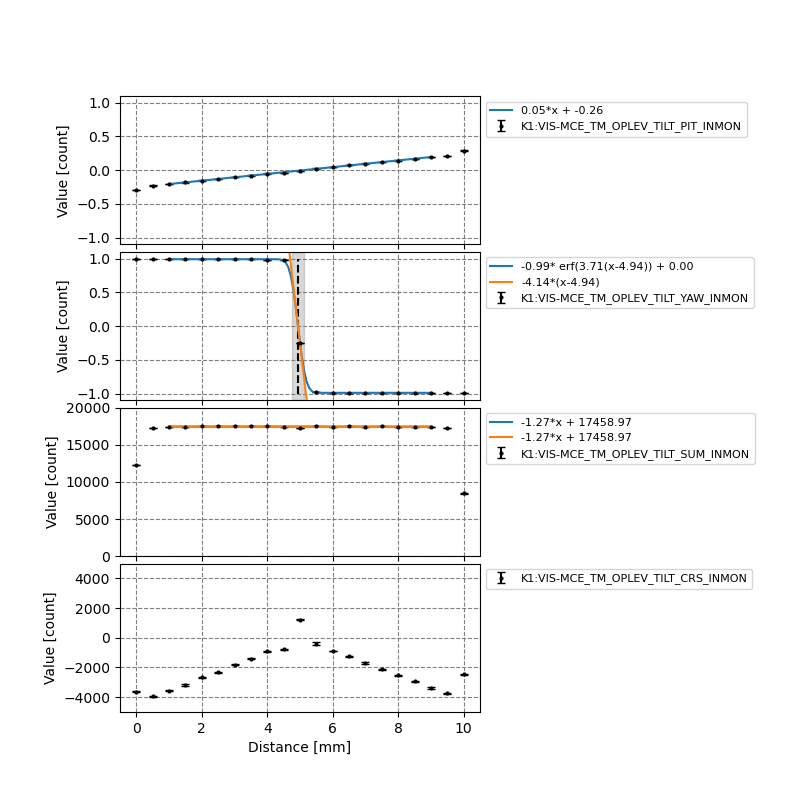 1.0
0.5
0.0
−0.5
−1.0
Value [count]
0.05*x + -0.26
K1:VIS-MCE_TM_OPLEV_TILT_PIT_INMON
1.0
0.5
0.0
−0.5
−1.0
Value [count]
-0.99* erf(3.71(x-4.94)) + 0.00
-4.14*(x-4.94)
K1:VIS-MCE_TM_OPLEV_TILT_YAW_INMON
20000
15000
10000
5000
0
Value [count]
-1.27*x + 17458.97
-1.27*x + 17458.97
K1:VIS-MCE_TM_OPLEV_TILT_SUM_INMON
4000
2000
0
−2000
−4000
Value [count]
K1:VIS-MCE_TM_OPLEV_TILT_CRS_INMON
0 2 4 6 8 10
Distance [mm]